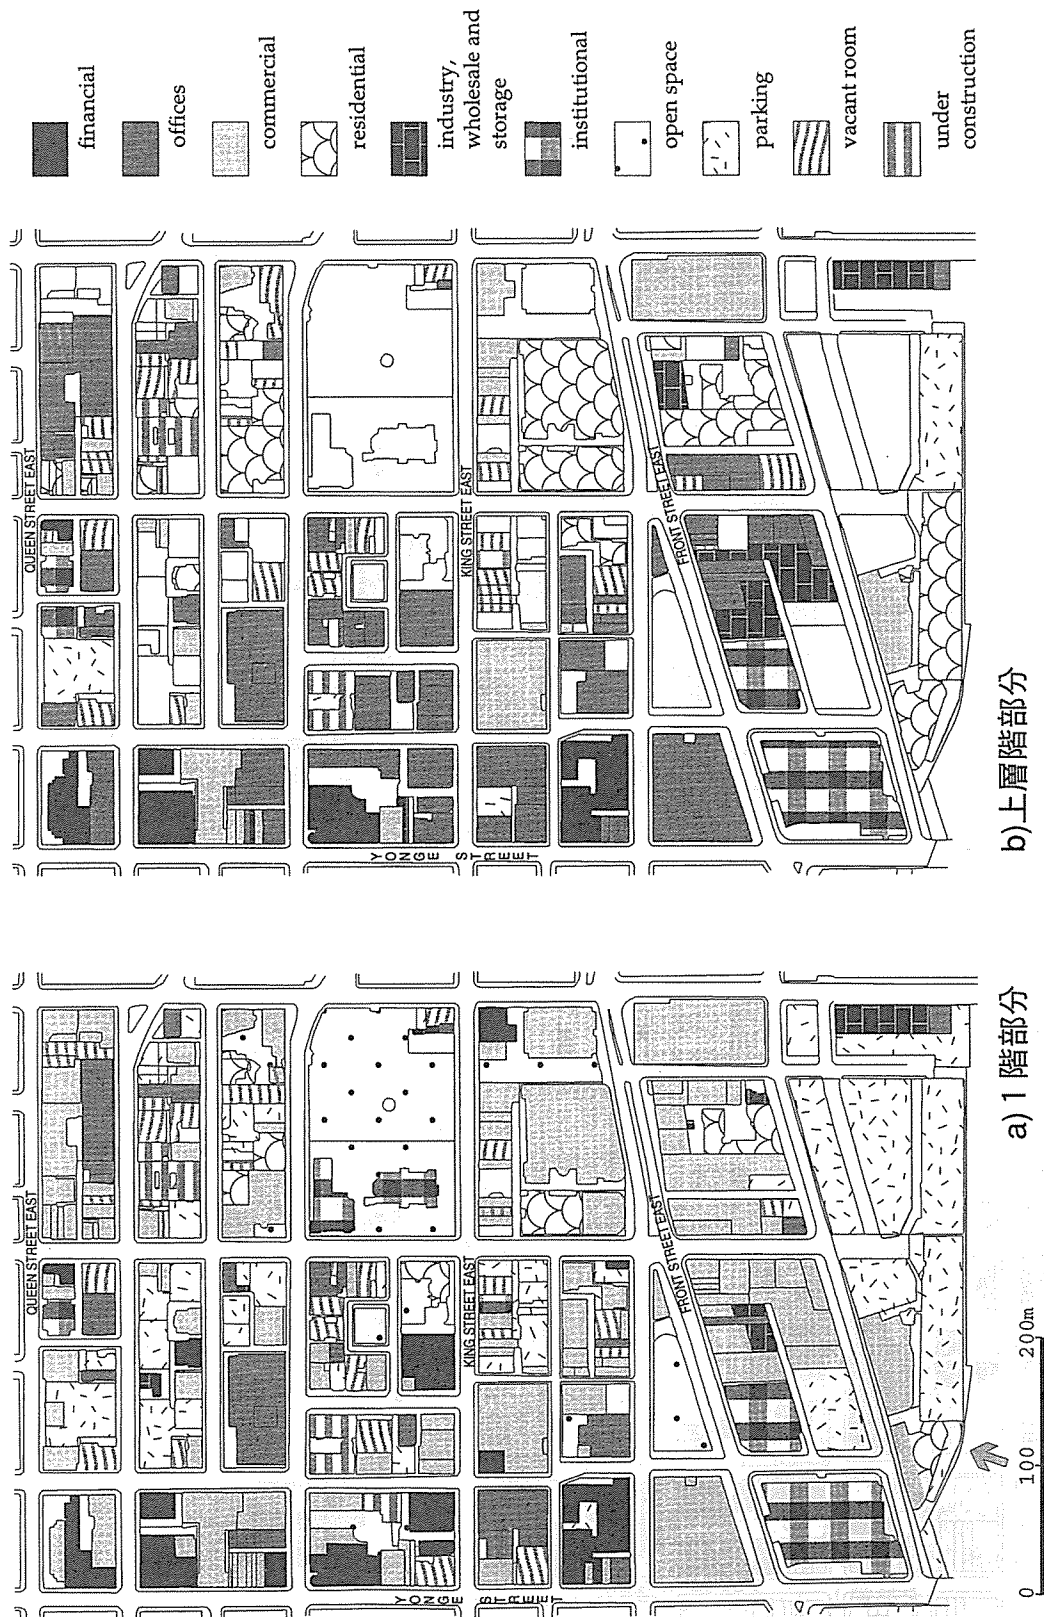 financial
offices
commercial
residential
industry,
wholesale and
storage
institutional
open space
parking
vacant room
under
construction
QUEEN STREET EAST
KING STREET EAST
FRONT STREET EAST
YONGE STREET
b)上層階部分
QUEEN STREET EAST
KING STREET EAST
FRONT STREET EAST
YONGE STREET
a) 1 階部分
0 100 200m